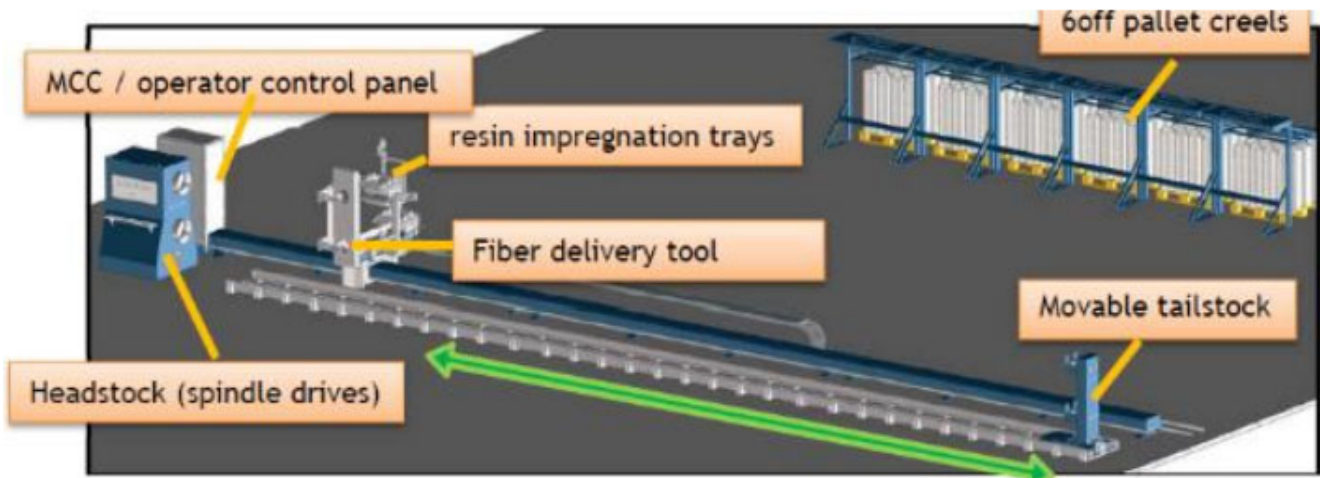 6off pallet creels
MCC / operator control panel
resin impregnation trays
Fiber delivery tool
Movable tailstock
Headstock (spindle drives)